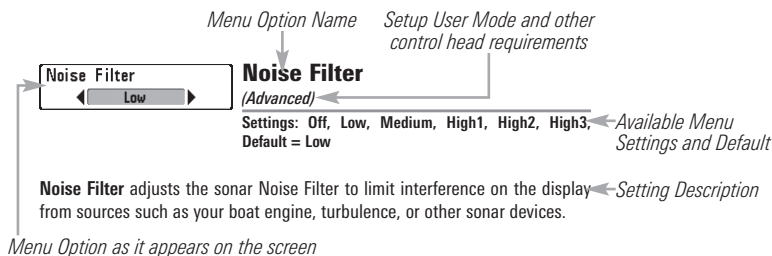 Menu Option Name
Setup User Mode and other
control head requirements
Noise Filter
Low
Noise Filter
(Advanced)
Settings: Off, Low, Medium, High1, High2, High3,
Default = Low
Available Menu
Settings and Default
Noise Filter adjusts the sonar Noise Filter to limit interference on the display
from sources such as your boat engine, turbulence, or other sonar devices.
Setting Description
Menu Option as it appears on the screen